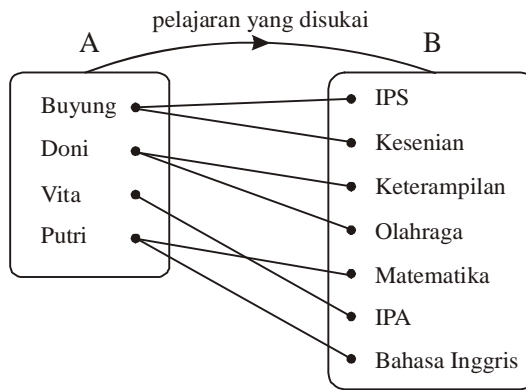 pelajaran yang disukai
A
B
Buyung
Doni
Vita
Putri
IPS
Kesenian
Keterampilan
Olahraga
Matematika
IPA
Bahasa Inggris